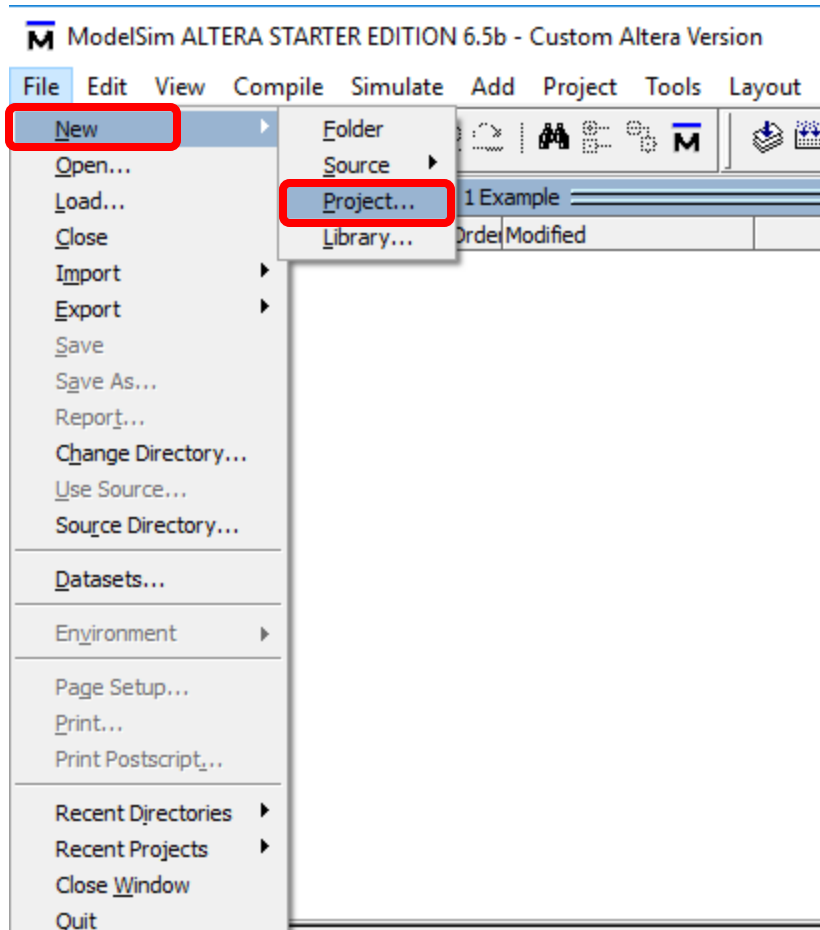 ModelSim ALTERA STARTER EDITION 6.5b - Custom Altera Version
File Edit View Compile Simulate Add Project Tools Layout
New
Open...
Load...
Close
Import
Export
Save
Save As...
Report...
Change Directory...
Use Source...
Source Directory...
Datasets...
Environment
Page Setup...
Print...
Print Postscript...
Recent Directories
Recent Projects
Close Window
Quit
Folder
Source
Project...
Library...
1 Example
Modified